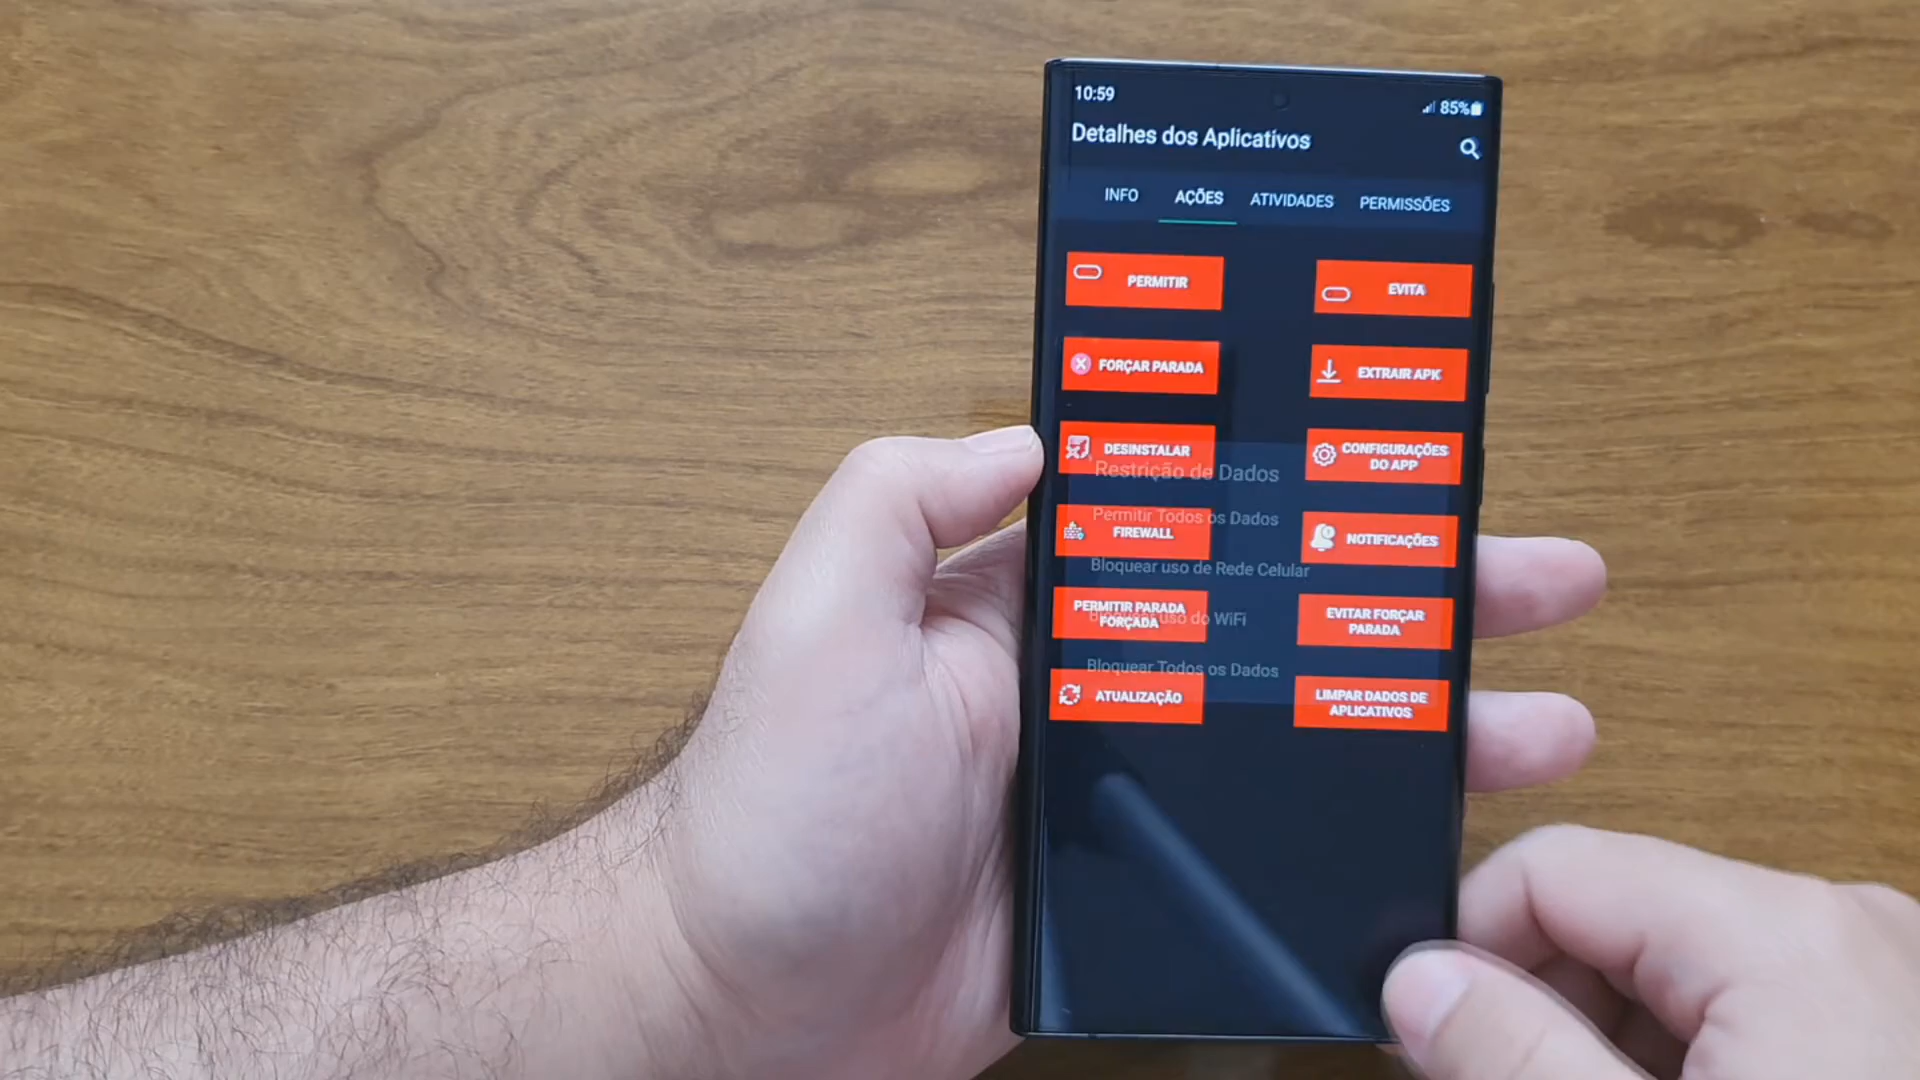 10:59
85%
Detalhes dos Aplicativos
INFO
AÇÕES
ATIVIDADES
PERMISSÕES
PERMITIR
EVITA
FORÇAR PARADA
EXTRAIR APK
DESINSTALAR
CONFIGURAÇÕES
DO APP
Restrição de Dados
Permitir Todos os Dados
FIREWALL
NOTIFICAÇÕES
Bloquear uso de Rede Celular
PERMITIR PARADA
FORÇADA
EVITAR FORÇAR
PARADA
Bloquear uso do WiFi
Bloquear Todos os Dados
ATUALIZAÇÃO
LIMPAR DADOS DE
APLICATIVOS